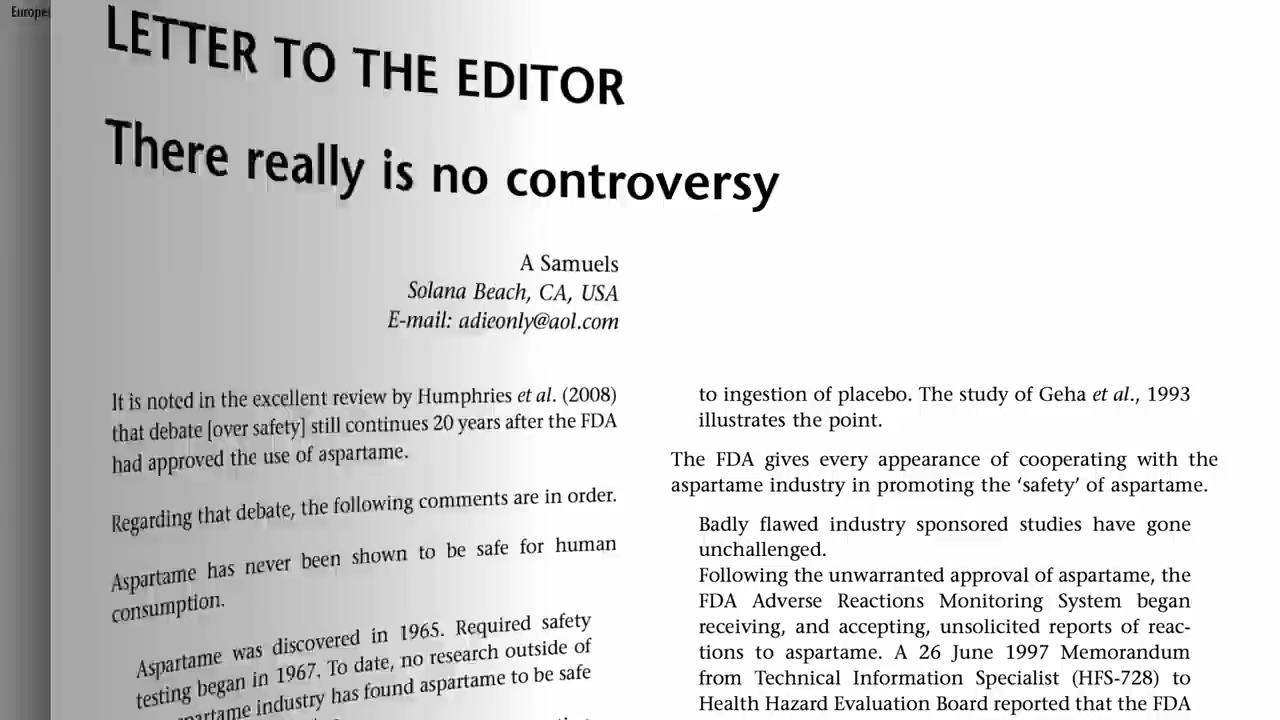 LETTER TO THE EDITOR
There really is no controversy
A Samuels
Solana Beach, CA, USA
E-mail: adieonly@aol.com
It is noted in the excellent review by Humphries et al. (2008)
that debate [over safety] still continues 20 years after the FDA
had approved the use of aspartame.
Regarding that debate, the following comments are in order.
Aspartame has never been shown to be safe for human
consumption.
Aspartame was discovered in 1965. Required safety
testing began in 1967. To date, no research outside of
industry has found aspartame to be safe
to ingestion of placebo. The study of Geha et al., 1993
illustrates the point.
The FDA gives every appearance of cooperating with the
aspartame industry in promoting the ‘safety’ of aspartame.
Badly flawed industry sponsored studies have gone
unchallenged.
Following the unwarranted approval of aspartame, the
FDA Adverse Reactions Monitoring System began
receiving, and accepting, unsolicited reports of reac-
tions to aspartame. A 26 June 1997 Memorandum
from Technical Information Specialist (HFS-728) to
Health Hazard Evaluation Board reported that the FDA